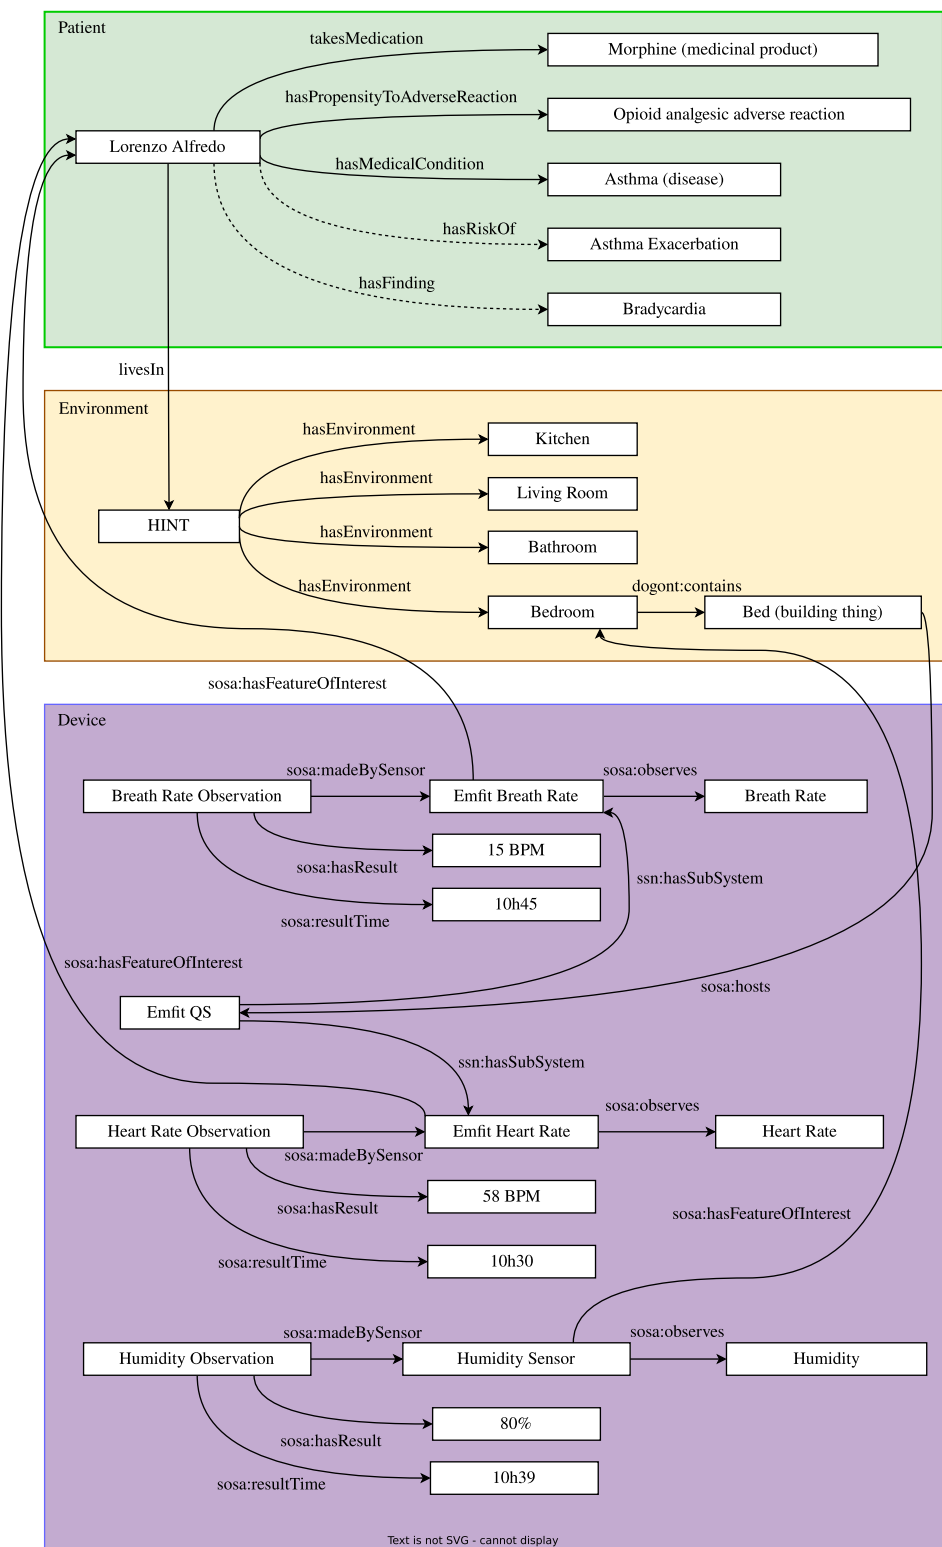 Patient
takesMedication
Morphine (medicinal product)
hasPropensityToAdverseReaction
Opioid analgesic adverse reaction
Lorenzo Alfredo
hasMedicalCondition
Asthma (disease)
hasRiskOf
Asthma Exacerbation
hasFinding
Bradycardia
livesIn
Environment
hasEnvironment
Kitchen
hasEnvironment
Living Room
HINT
hasEnvironment
Bathroom
hasEnvironment
dogont:contains
Bedroom
Bed (building thing)
sosa:hasFeatureOfInterest
Device
sosa:madeBySensor
sosa:observes
Breath Rate Observation
Emfit Breath Rate
Breath Rate
15 BPM
sosa:hasResult
ssn:hasSubSystem
10h45
sosa:resultTime
sosa:hasFeatureOfInterest
sosa:hosts
Emfit QS
ssn:hasSubSystem
sosa:observes
Heart Rate Observation
Emfit Heart Rate
Heart Rate
sosa:madeBySensor
58 BPM
sosa:hasResult
sosa:hasFeatureOfInterest
sosa:resultTime
10h30
sosa:madeBySensor
sosa:observes
Humidity Observation
Humidity Sensor
Humidity
80%
sosa:hasResult
10h39
sosa:resultTime
Text is not SVG - cannot display